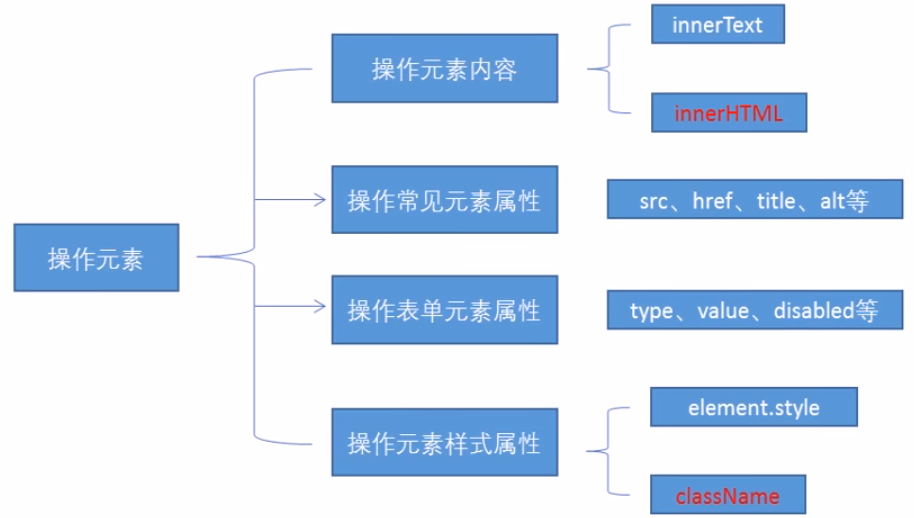 操作元素
操作元素内容
innerText
innerHTML
操作常见元素属性
src、href、title、alt等
操作表单元素属性
type、value、disabled等
操作元素样式属性
element.style
className